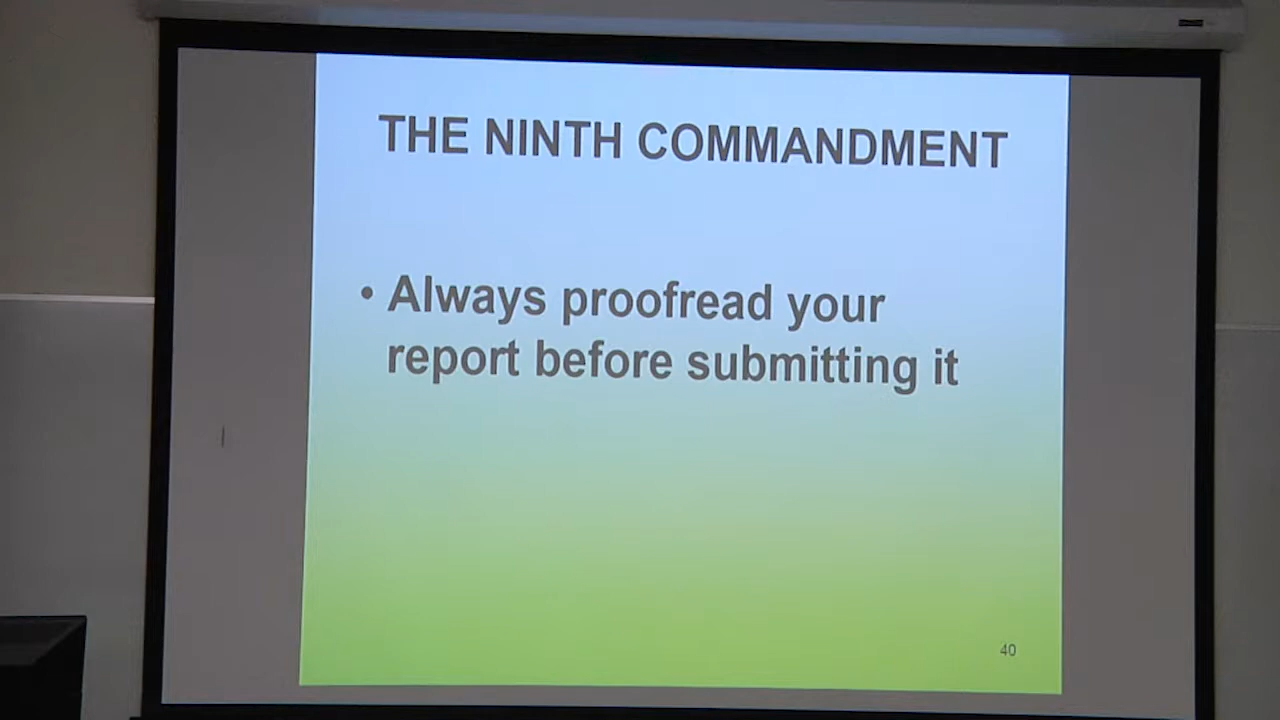 THE NINTH COMMANDMENT
• Always proofread your
report before submitting it
40